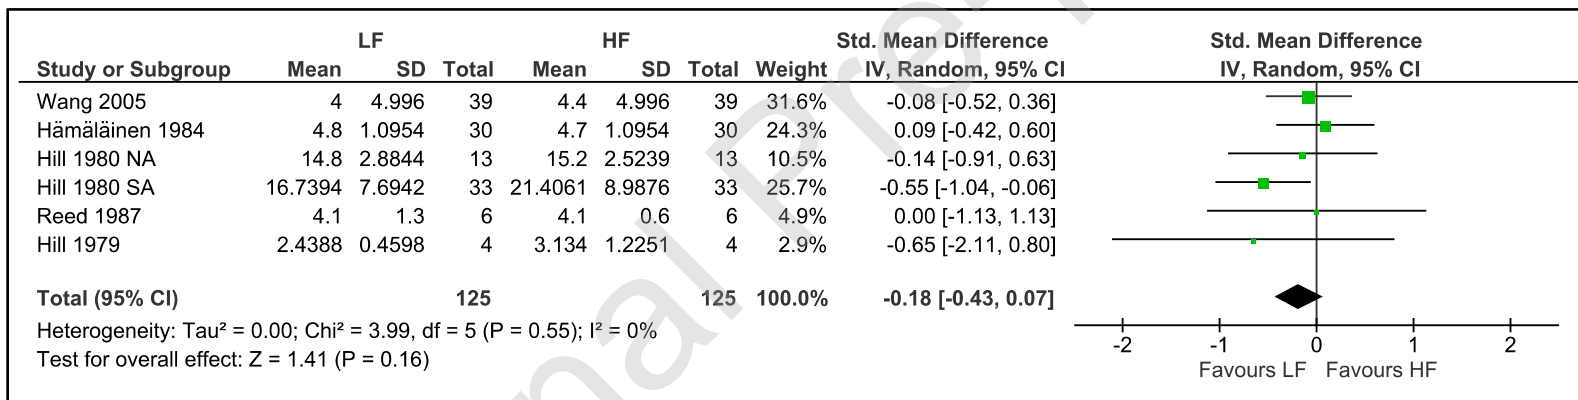 LF HF Std. Mean Difference Std. Mean Difference
Study or Subgroup Mean SD Total Mean SD Total Weight IV, Random, 95% CI IV, Random, 95% CI
Wang 2005 4 4.996 39 4.4 4.996 39 31.6% -0.08 [-0.52, 0.36]
Hämäläinen 1984 4.8 1.0954 30 4.7 1.0954 30 24.3% 0.09 [-0.42, 0.60]
Hill 1980 NA 14.8 2.8844 13 15.2 2.5239 13 10.5% -0.14 [-0.91, 0.63]
Hill 1980 SA 16.7394 7.6942 33 21.4061 8.9876 33 25.7% -0.55 [-1.04, -0.06]
Reed 1987 4.1 1.3 6 4.1 0.6 6 4.9% 0.00 [-1.13, 1.13]
Hill 1979 2.4388 0.4598 4 3.134 1.2251 4 2.9% -0.65 [-2.11, 0.80]
Total (95% CI) 125 125 100.0% -0.18 [-0.43, 0.07]
Heterogeneity: Tau² = 0.00; Chi² = 3.99, df = 5 (P = 0.55); I² = 0%
Test for overall effect: Z = 1.41 (P = 0.16)
-2 -1 0 1 2
Favours LF Favours HF